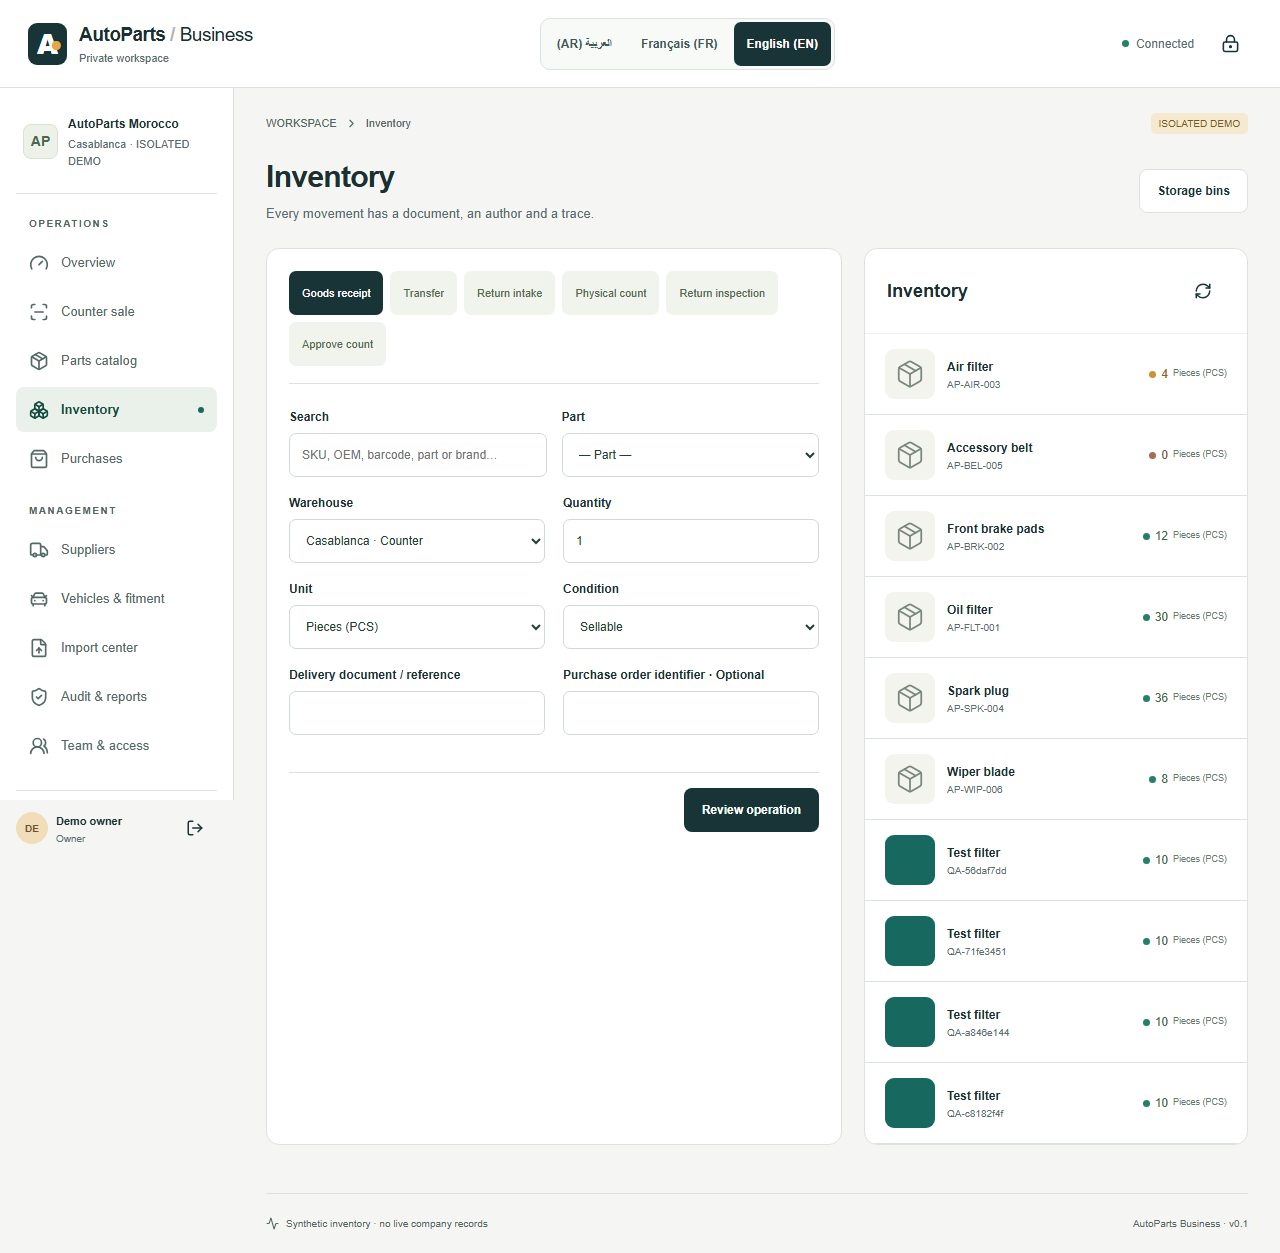 AutoParts / Business
Private workspace
العربية (AR)
Français (FR)
English (EN)
Connected
AP
AutoParts Morocco
Casablanca · ISOLATED
DEMO
OPERATIONS
Overview
Counter sale
Parts catalog
Inventory
Purchases
MANAGEMENT
Suppliers
Vehicles & fitment
Import center
Audit & reports
Team & access
DE
Demo owner
Owner
WORKSPACE > Inventory
ISOLATED DEMO
Inventory
Every movement has a document, an author and a trace.
Storage bins
Goods receipt
Transfer
Return intake
Physical count
Return inspection
Approve count
Search
Part
SKU, OEM, barcode, part or brand...
— Part —
Warehouse
Quantity
Casablanca · Counter
1
Unit
Condition
Pieces (PCS)
Sellable
Delivery document / reference
Purchase order identifier · Optional
Review operation
Inventory
Air filter
AP-AIR-003
4 Pieces (PCS)
Accessory belt
AP-BEL-005
0 Pieces (PCS)
Front brake pads
AP-BRK-002
12 Pieces (PCS)
Oil filter
AP-FLT-001
30 Pieces (PCS)
Spark plug
AP-SPK-004
36 Pieces (PCS)
Wiper blade
AP-WIP-006
8 Pieces (PCS)
Test filter
QA-56daf7dd
10 Pieces (PCS)
Test filter
QA-71fe3451
10 Pieces (PCS)
Test filter
QA-a846e144
10 Pieces (PCS)
Test filter
QA-c8182f4f
10 Pieces (PCS)
Synthetic inventory · no live company records
AutoParts Business · v0.1